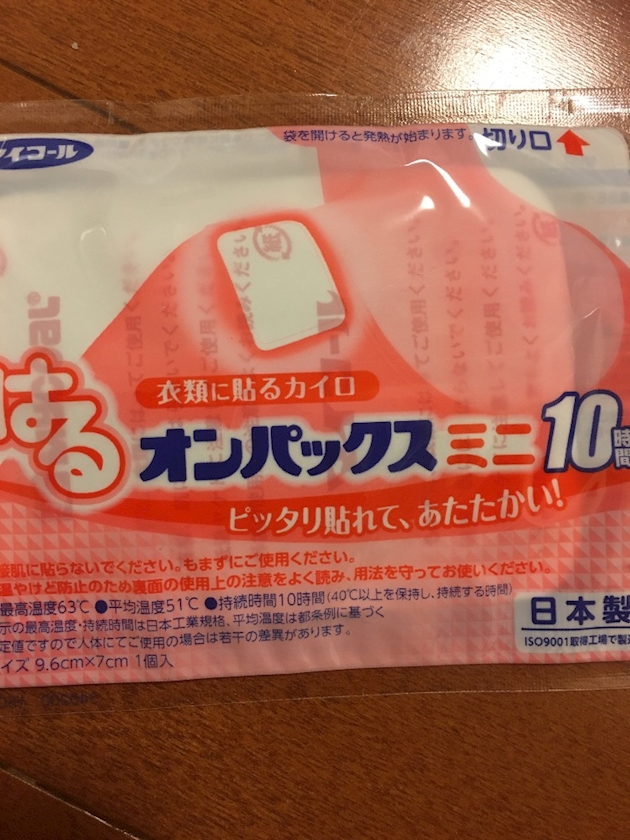 イコール
袋を開けると発熱が始まります。 切り口
はる
衣類に貼るカイロ
オンパックス ミニ 10時間
ピッタリ貼れて、あたたかい!
接肌に貼らないでください。もまずにご使用ください。
温やけど防止のため裏面の使用上の注意をよく読み、用法を守ってお使いください。
最高温度63℃ ●平均温度51℃ ●持続時間10時間(40℃以上を保持し、持続する時間)
示の最高温度・持続時間は日本工業規格、平均温度は都条例に基づく
定値ですので人体にてご使用の場合は若干の差異があります。
イズ 9.6cm×7cm 1個入
日本製
ISO9001取得工場で製造